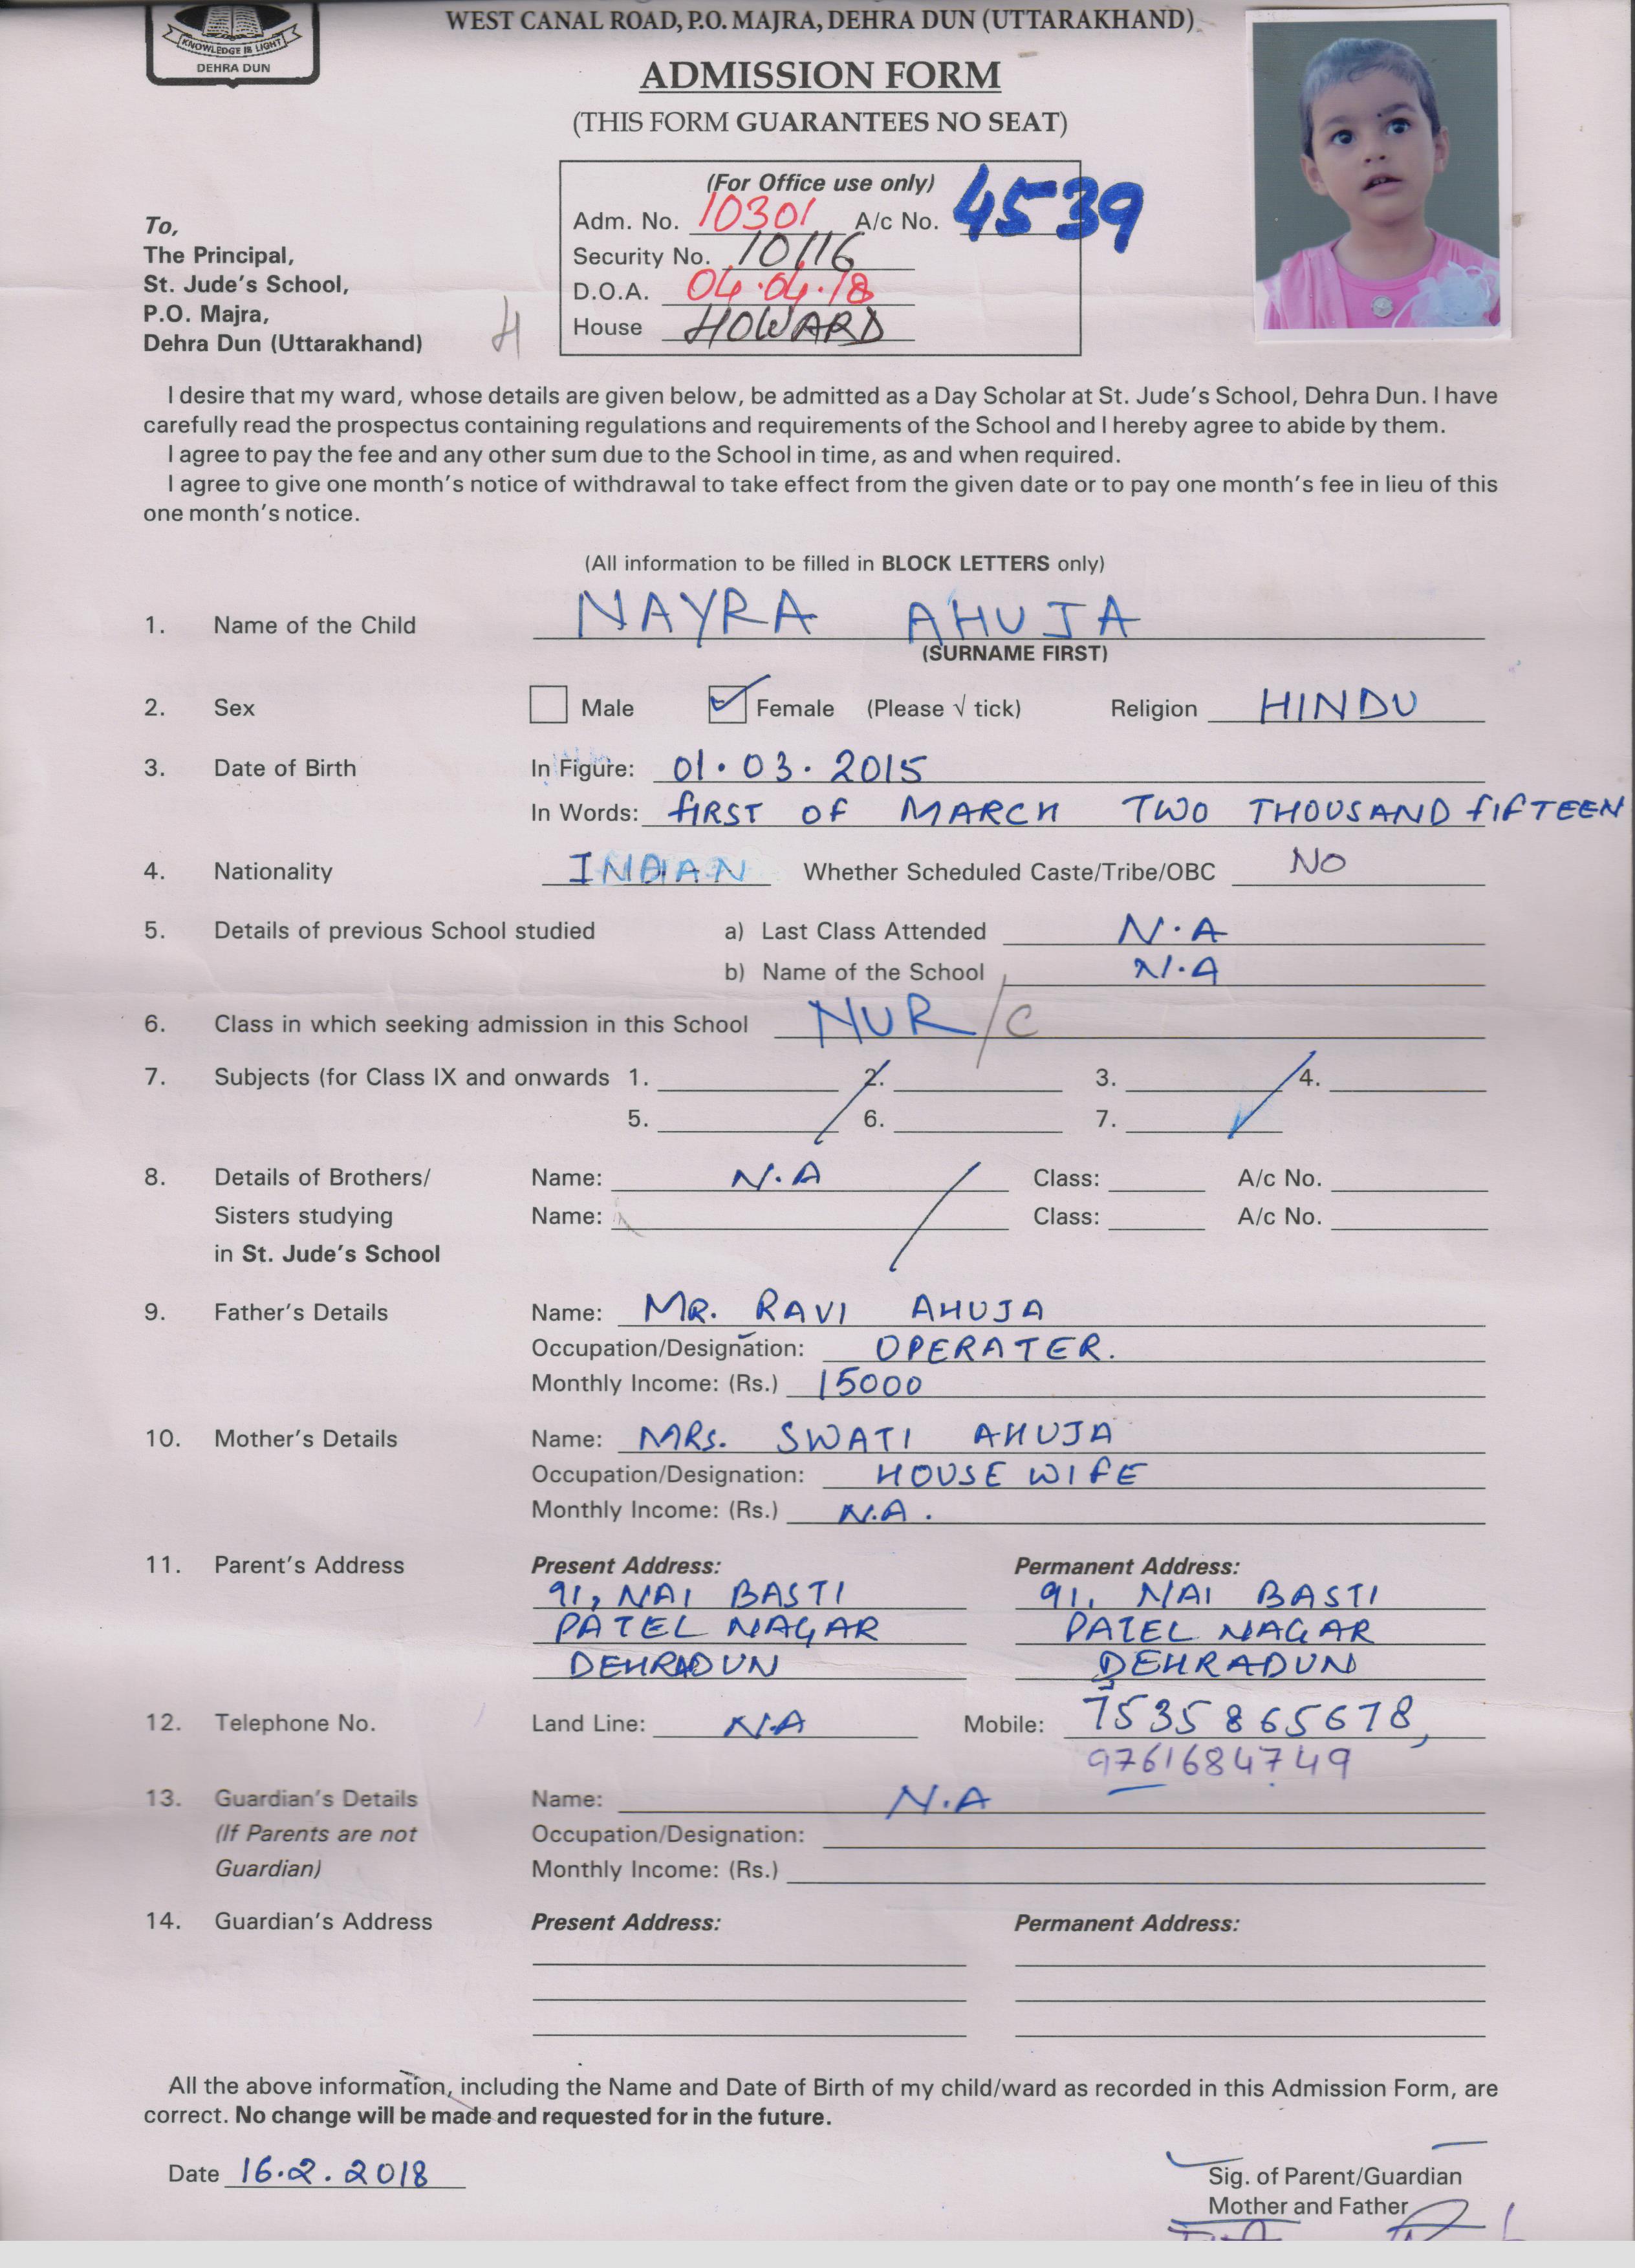 WEST CANAL ROAD, P.O. MAJRA, DEHRA DUN (UTTARAKHAND)
KNOWLEDGE IS LIGHT
DEHRA DUN
ADMISSION FORM
(THIS FORM GUARANTEES NO SEAT)
(For Office use only)
Adm. No. 10301 A/c No. 4539
Security No. 10116
D.O.A. 04.04.18
House HOWARD
To,
The Principal,
St. Jude's School,
P.O. Majra,
Dehra Dun (Uttarakhand)
H
I desire that my ward, whose details are given below, be admitted as a Day Scholar at St. Jude's School, Dehra Dun. I have
carefully read the prospectus containing regulations and requirements of the School and I hereby agree to abide by them.
I agree to pay the fee and any other sum due to the School in time, as and when required.
I agree to give one month's notice of withdrawal to take effect from the given date or to pay one month's fee in lieu of this
one month's notice.
(All information to be filled in BLOCK LETTERS only)
1. Name of the Child NAYRA AHUJA
(SURNAME FIRST)
2. Sex Male ✓ Female (Please √ tick) Religion HINDU
3. Date of Birth In Figure: 01.03.2015
In Words: FIRST OF MARCH TWO THOUSAND FIFTEEN
4. Nationality INDIAN Whether Scheduled Caste/Tribe/OBC NO
5. Details of previous School studied a) Last Class Attended N.A
b) Name of the School N.A
6. Class in which seeking admission in this School NUR/C
7. Subjects (for Class IX and onwards 1. 2. 3. 4.
5. 6. 7.
8. Details of Brothers/ Name: N.A Class: A/c No.
Sisters studying Name: Class: A/c No.
in St. Jude's School
9. Father's Details Name: MR. RAVI AHUJA
Occupation/Designation: OPERATER.
Monthly Income: (Rs.) 15000
10. Mother's Details Name: MRS. SWATI AHUJA
Occupation/Designation: HOUSE WIFE
Monthly Income: (Rs.) N.A.
11. Parent's Address Present Address: Permanent Address:
91, NAI BASTI 91, NAI BASTI
PATEL NAGAR PATEL NAGAR
DEHRADUN DEHRADUN
12. Telephone No. Land Line: N.A Mobile: 7535865678,
9761684749
13. Guardian's Details Name: N.A
(If Parents are not Occupation/Designation:
Guardian) Monthly Income: (Rs.)
14. Guardian's Address Present Address: Permanent Address:
All the above information, including the Name and Date of Birth of my child/ward as recorded in this Admission Form, are
correct. No change will be made and requested for in the future.
Date 16.2.2018
Sig. of Parent/Guardian
Mother and Father